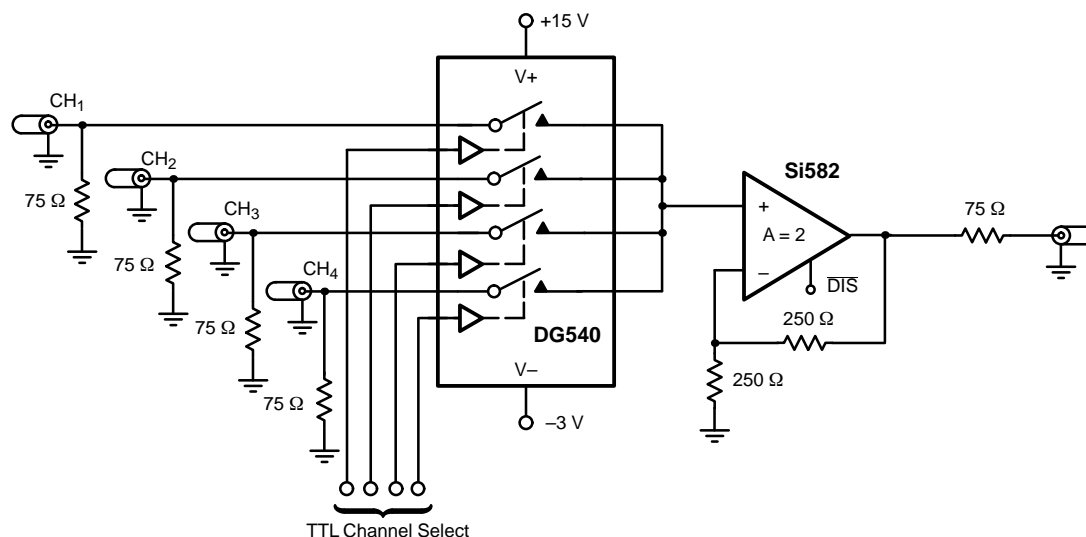 +15 V
V+
CH1
CH2
CH3
CH4
75 Ω
75 Ω
75 Ω
75 Ω
DG540
V–
–3 V
TTL Channel Select
Si582
+
A = 2
–
DIS
75 Ω
250 Ω
250 Ω